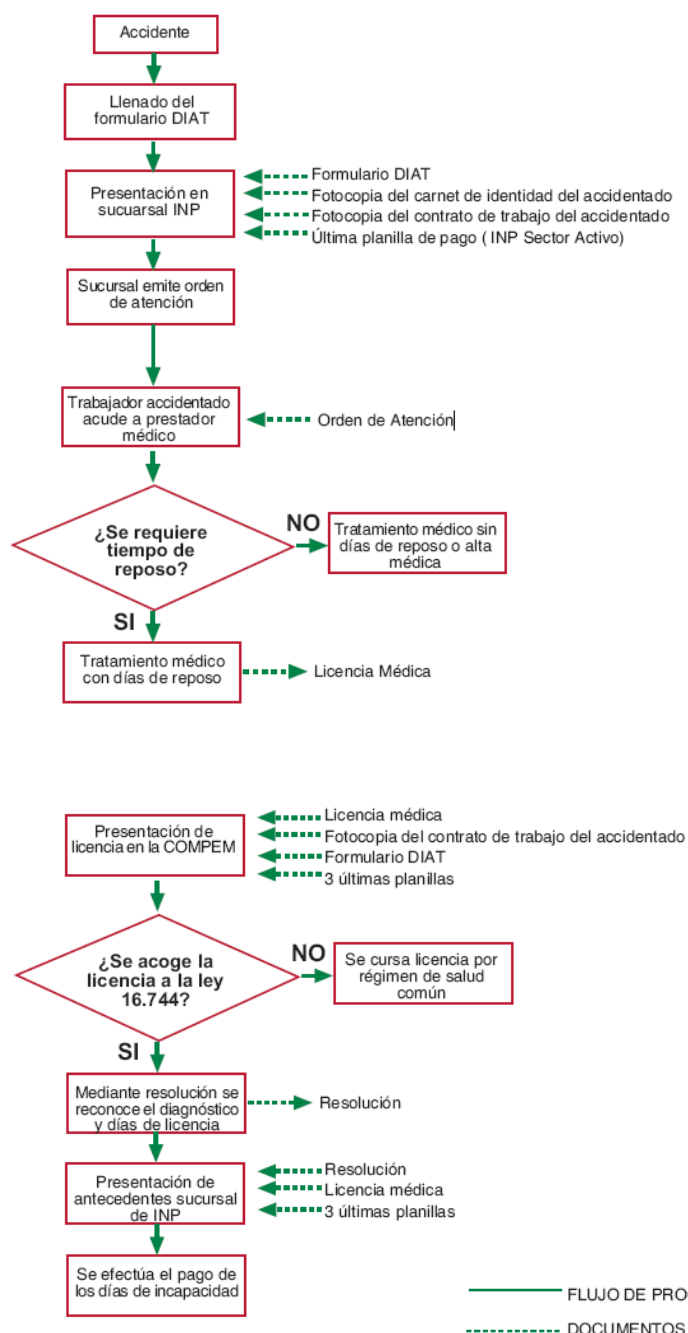 Accidente
Llenado del
formulario DIAT
Presentación en
sucuarsal INP
Formulario DIAT
Fotocopia del carnet de identidad del accidentado
Fotocopia del contrato de trabajo del accidentado
Última planilla de pago ( INP Sector Activo)
Sucursal emite orden
de atención
Trabajador accidentado
acude a prestador
médico
Orden de Atención
¿Se requiere
tiempo de
reposo?
NO
Tratamiento médico sin
días de reposo o alta
médica
SI
Tratamiento médico
con días de reposo
Licencia Médica
Presentación de
licencia en la COMPEM
Licencia médica
Fotocopia del contrato de trabajo del accidentado
Formulario DIAT
3 últimas planillas
¿Se acoge la
licencia a la ley
16.744?
NO
Se cursa licencia por
régimen de salud
común
SI
Mediante resolución se
reconoce el diagnóstico
y días de licencia
Resolución
Presentación de
antecedentes sucursal
de INP
Resolución
Licencia médica
3 últimas planillas
Se efectúa el pago de
los días de incapacidad
FLUJO DE PRO
DOCUMENTOS